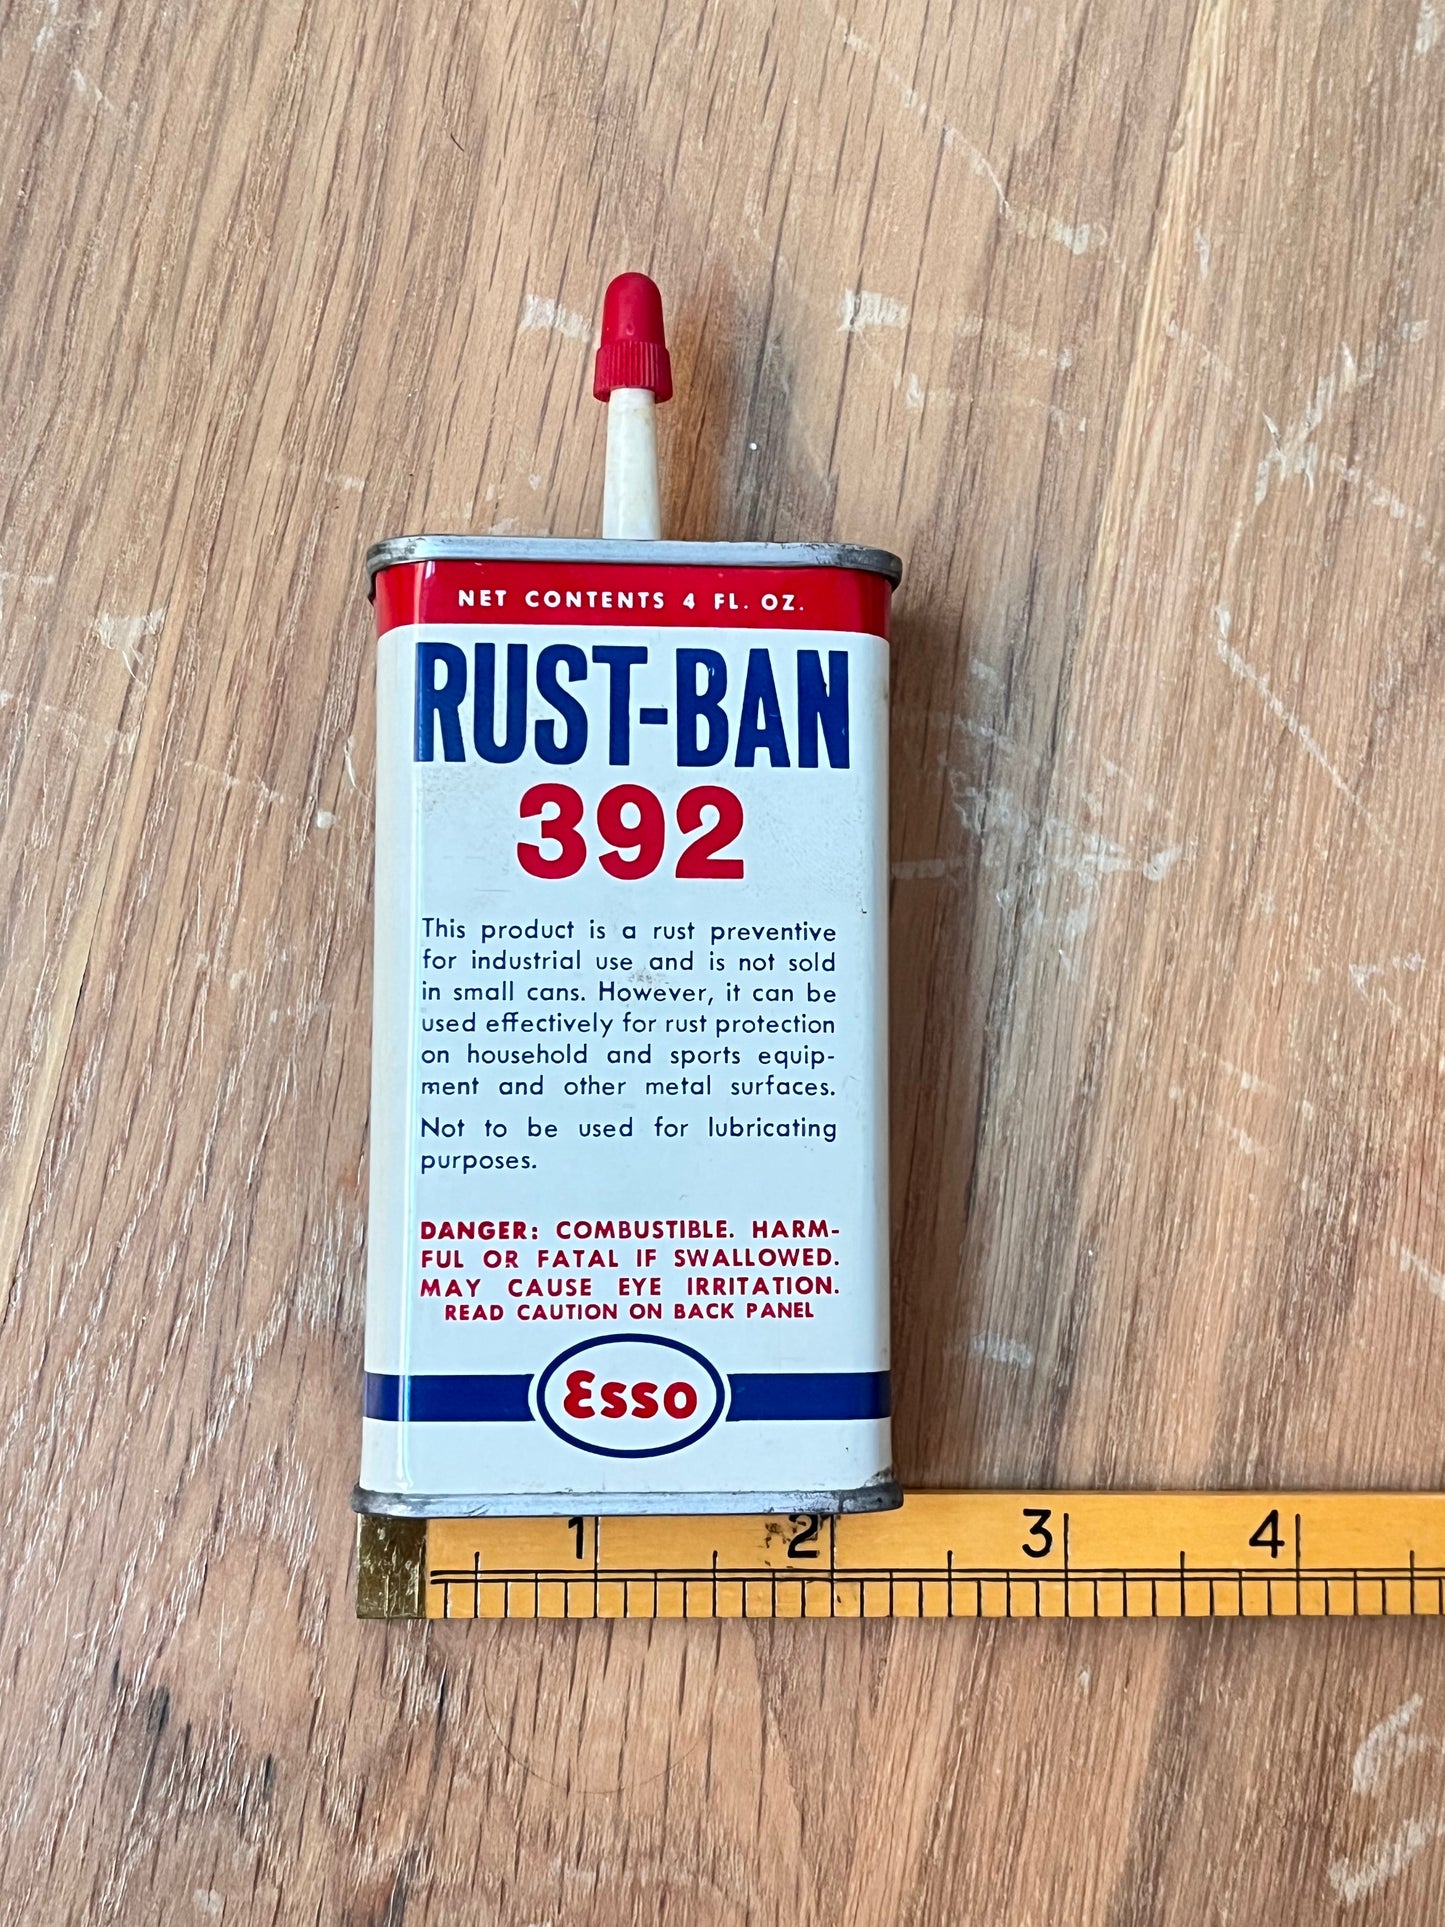 NET CONTENTS 4 FL. OZ.
RUST-BAN
392
This product is a rust preventive
for industrial use and is not sold
in small cans. However, it can be
used effectively for rust protection
on household and sports equip-
ment and other metal surfaces.
Not to be used for lubricating
purposes.
DANGER: COMBUSTIBLE. HARM-
FUL OR FATAL IF SWALLOWED.
MAY CAUSE EYE IRRITATION.
READ CAUTION ON BACK PANEL
Esso
1 2 3 4